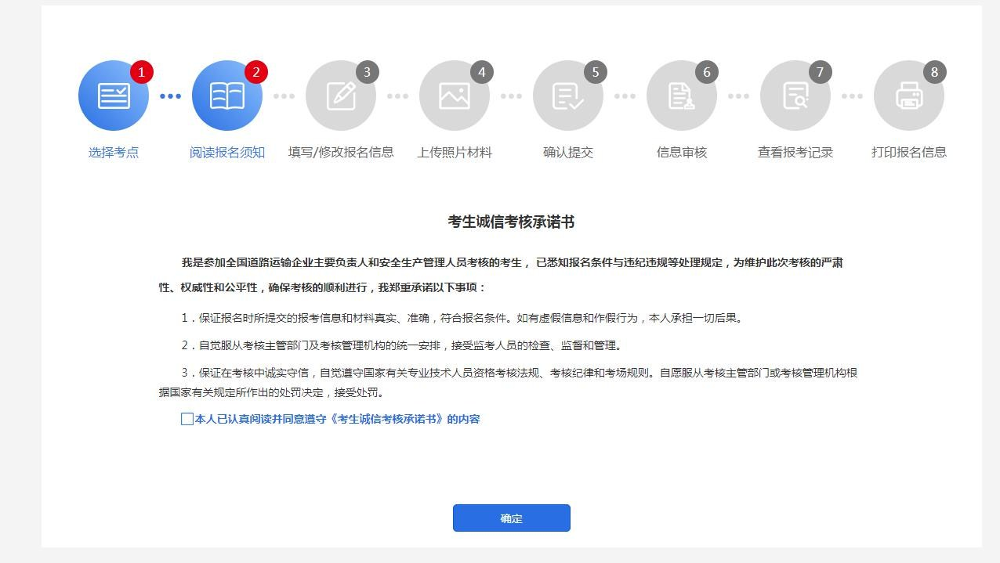 1
2
3
4
5
6
7
8
选择考点
阅读报名须知
填写/修改报名信息
上传照片材料
确认提交
信息审核
查看报考记录
打印报名信息
考生诚信考核承诺书
我是参加全国道路运输企业主要负责人和安全生产管理人员考核的考生， 已悉知报名条件与违纪违规等处理规定，为维护此次考核的严肃
性、权威性和公平性，确保考核的顺利进行，我郑重承诺以下事项：
1．保证报名时所提交的报考信息和材料真实、准确，符合报名条件。如有虚假信息和作假行为，本人承担一切后果。
2．自觉服从考核主管部门及考核管理机构的统一安排，接受监考人员的检查、监督和管理。
3．保证在考核中诚实守信，自觉遵守国家有关专业技术人员资格考核法规、考核纪律和考场规则。自愿服从考核主管部门或考核管理机构根
据国家有关规定所作出的处罚决定，接受处罚。
本人已认真阅读并同意遵守《考生诚信考核承诺书》的内容
确定